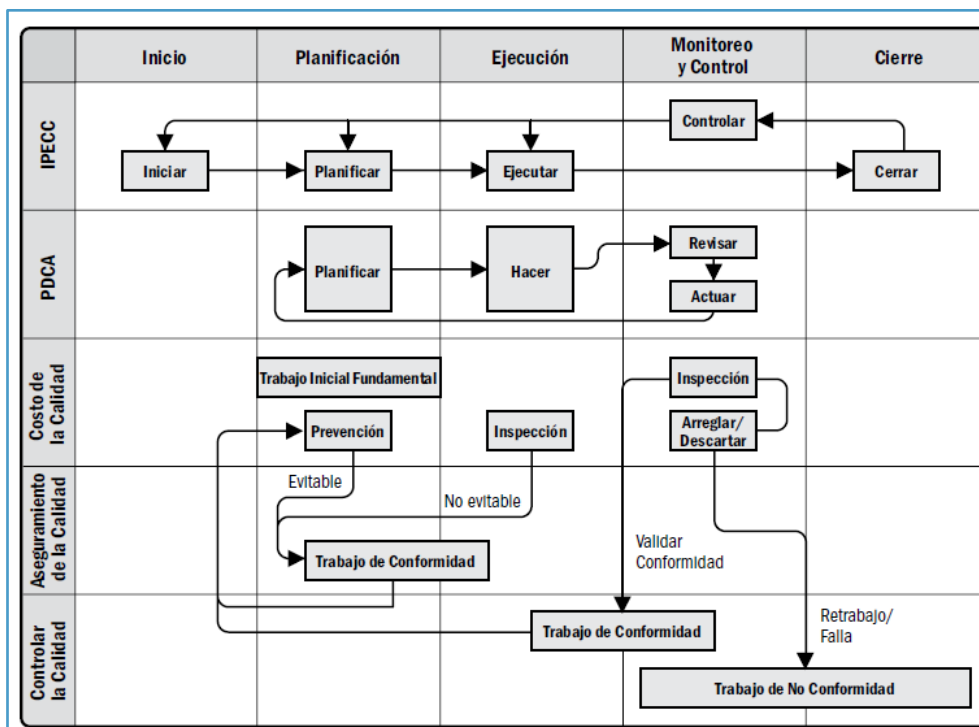 Inicio
Planificación
Ejecución
Monitoreo
y Control
Cierre
IPECC
Controlar
Iniciar
Planificar
Ejecutar
Cerrar
PDCA
Planificar
Hacer
Revisar
Actuar
Costo de
la Calidad
Trabajo Inicial Fundamental
Inspección
Prevención
Inspección
Arreglar/
Descartar
Aseguramiento
de la Calidad
Evitable
No evitable
Trabajo de Conformidad
Validar
Conformidad
Controlar
la Calidad
Trabajo de Conformidad
Retrabajo/
Falla
Trabajo de No Conformidad